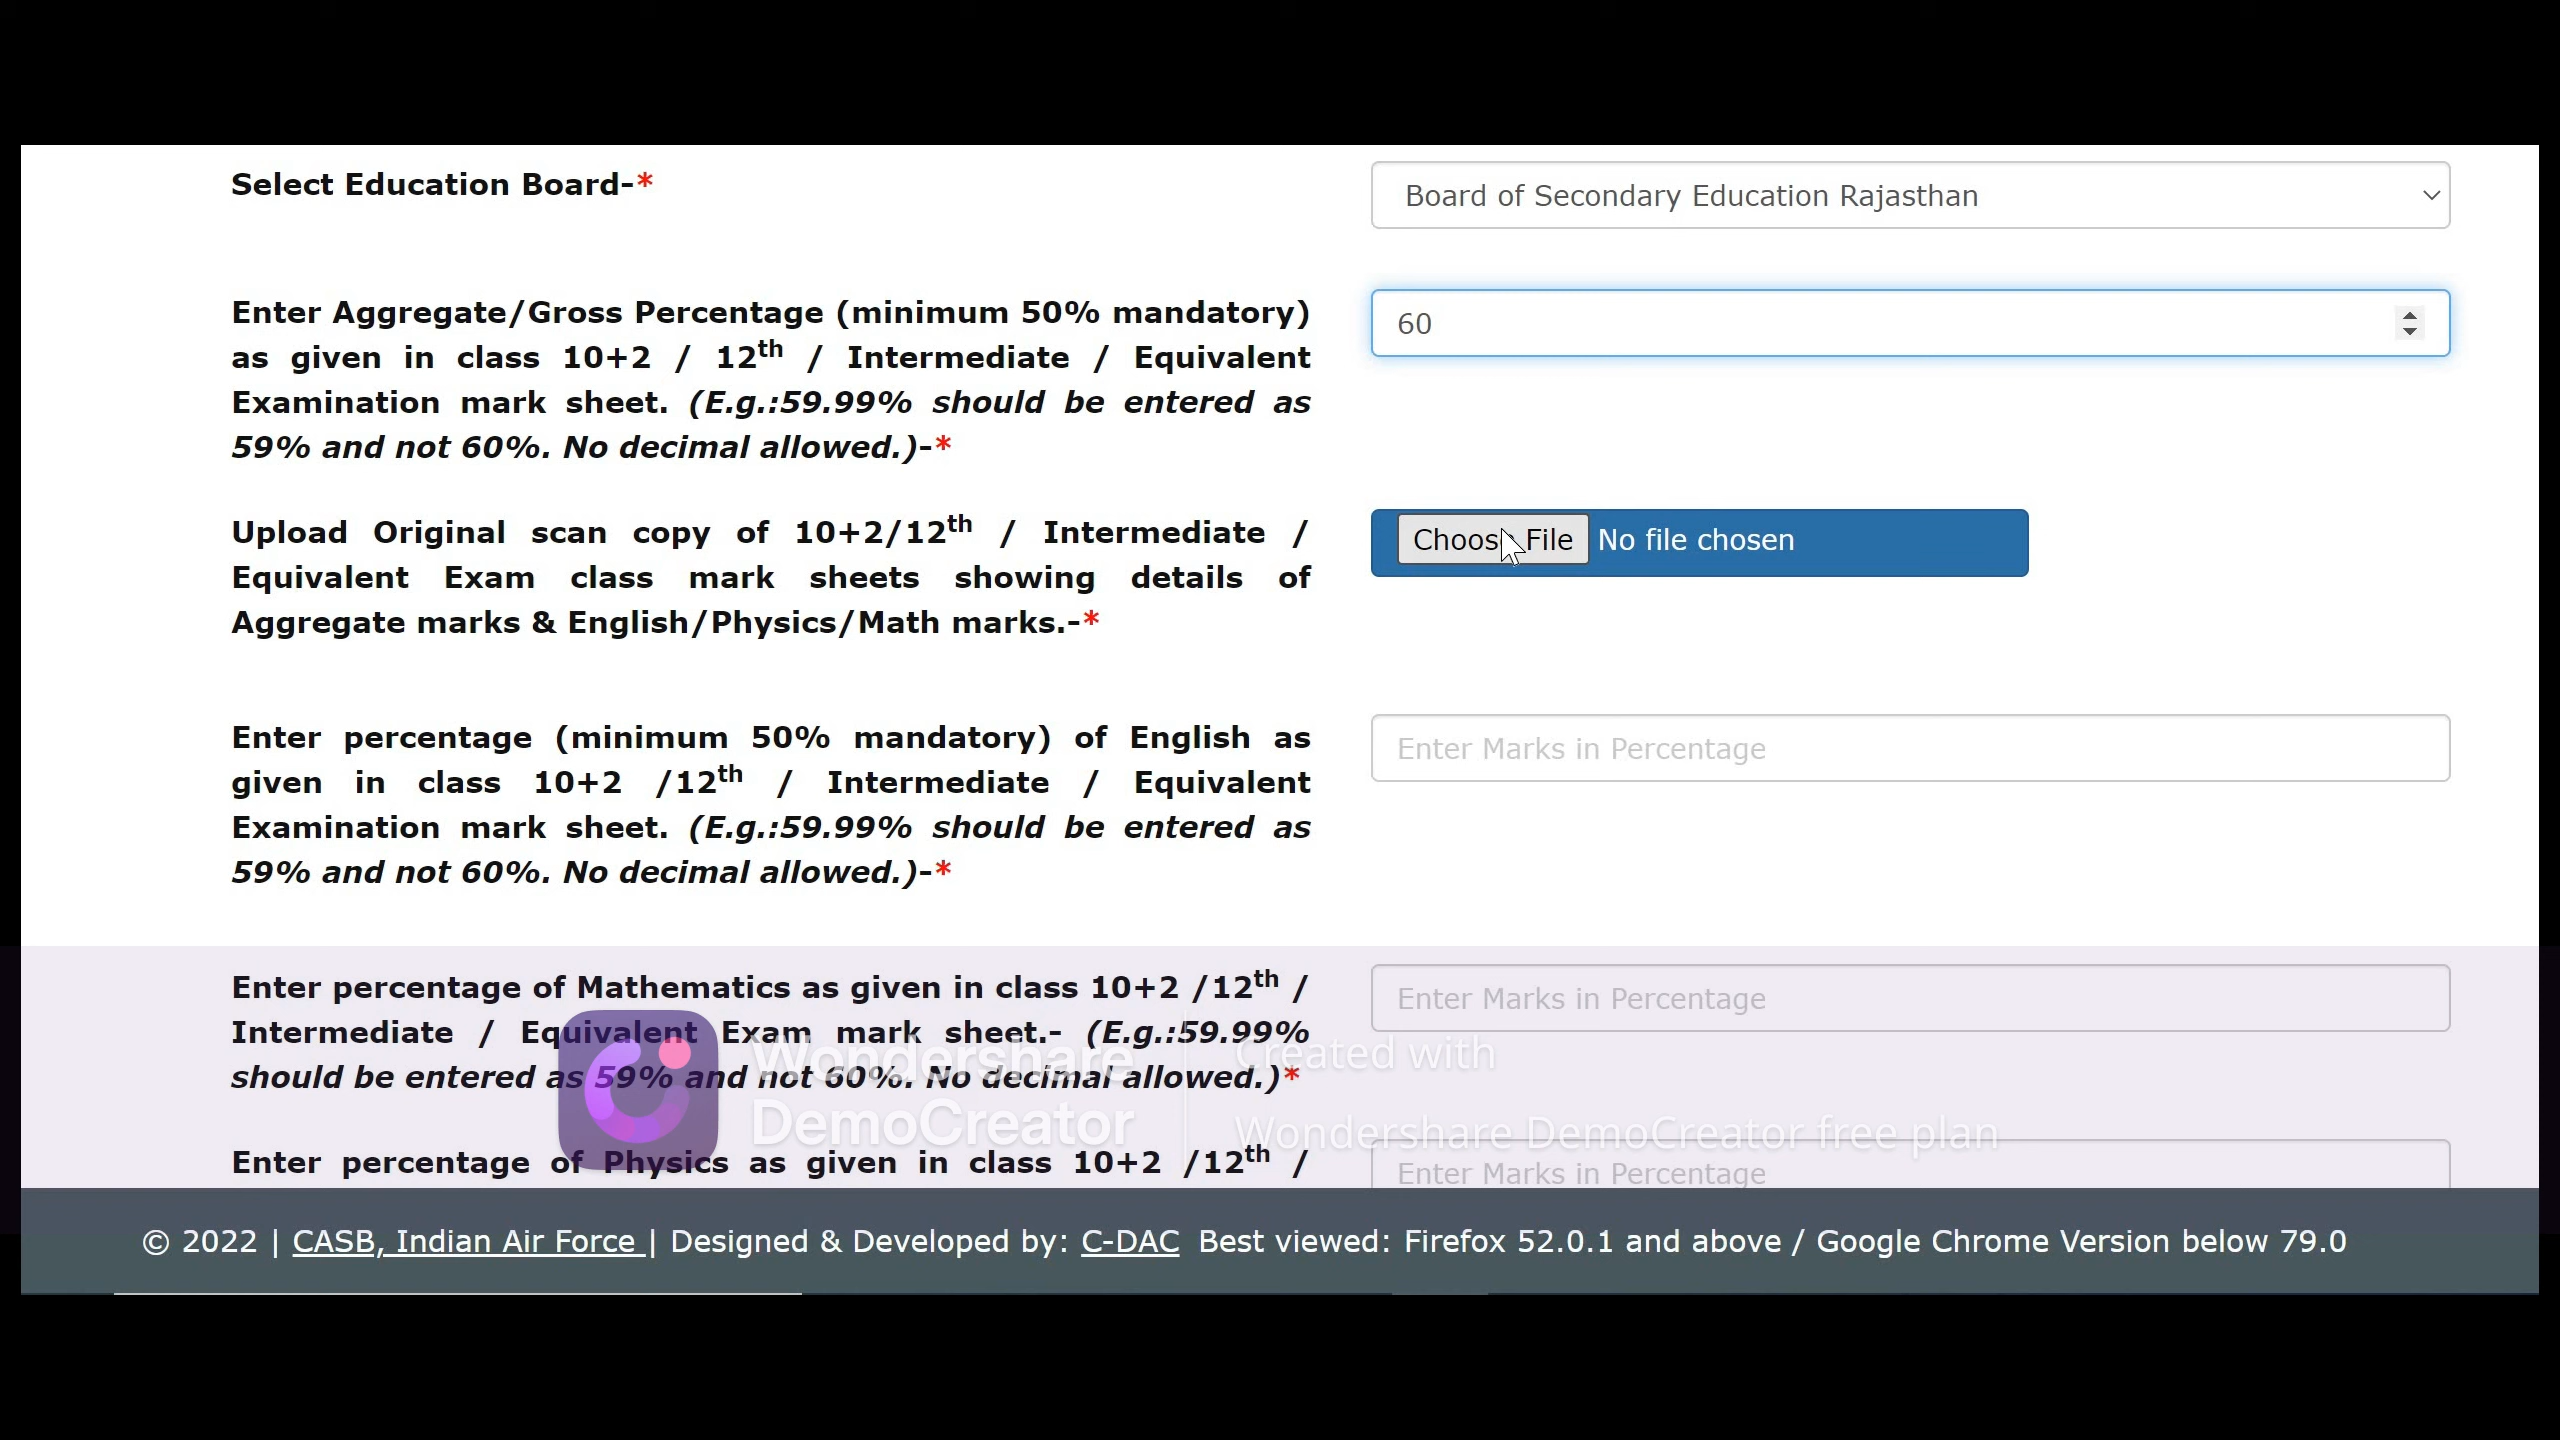 Select Education Board-*
Board of Secondary Education Rajasthan
Enter Aggregate/Gross Percentage (minimum 50% mandatory)
as given in class 10+2 / 12th / Intermediate / Equivalent
Examination mark sheet. (E.g.:59.99% should be entered as
59% and not 60%. No decimal allowed.)-*
60
Upload Original scan copy of 10+2/12th / Intermediate /
Equivalent Exam class mark sheets showing details of
Aggregate marks & English/Physics/Math marks.-*
Choose File No file chosen
Enter percentage (minimum 50% mandatory) of English as
given in class 10+2 /12th / Intermediate / Equivalent
Examination mark sheet. (E.g.:59.99% should be entered as
59% and not 60%. No decimal allowed.)-*
Enter Marks in Percentage
Enter percentage of Mathematics as given in class 10+2 /12th /
Intermediate / Equivalent Exam mark sheet.- (E.g.:59.99%
should be entered as 59% and not 60%. No decimal allowed.)*
Enter Marks in Percentage
Wondershare
DemoCreator
Created with
Wondershare DemoCreator free plan
Enter percentage of Physics as given in class 10+2 /12th /
Enter Marks in Percentage
© 2022 | CASB, Indian Air Force | Designed & Developed by: C-DAC Best viewed: Firefox 52.0.1 and above / Google Chrome Version below 79.0